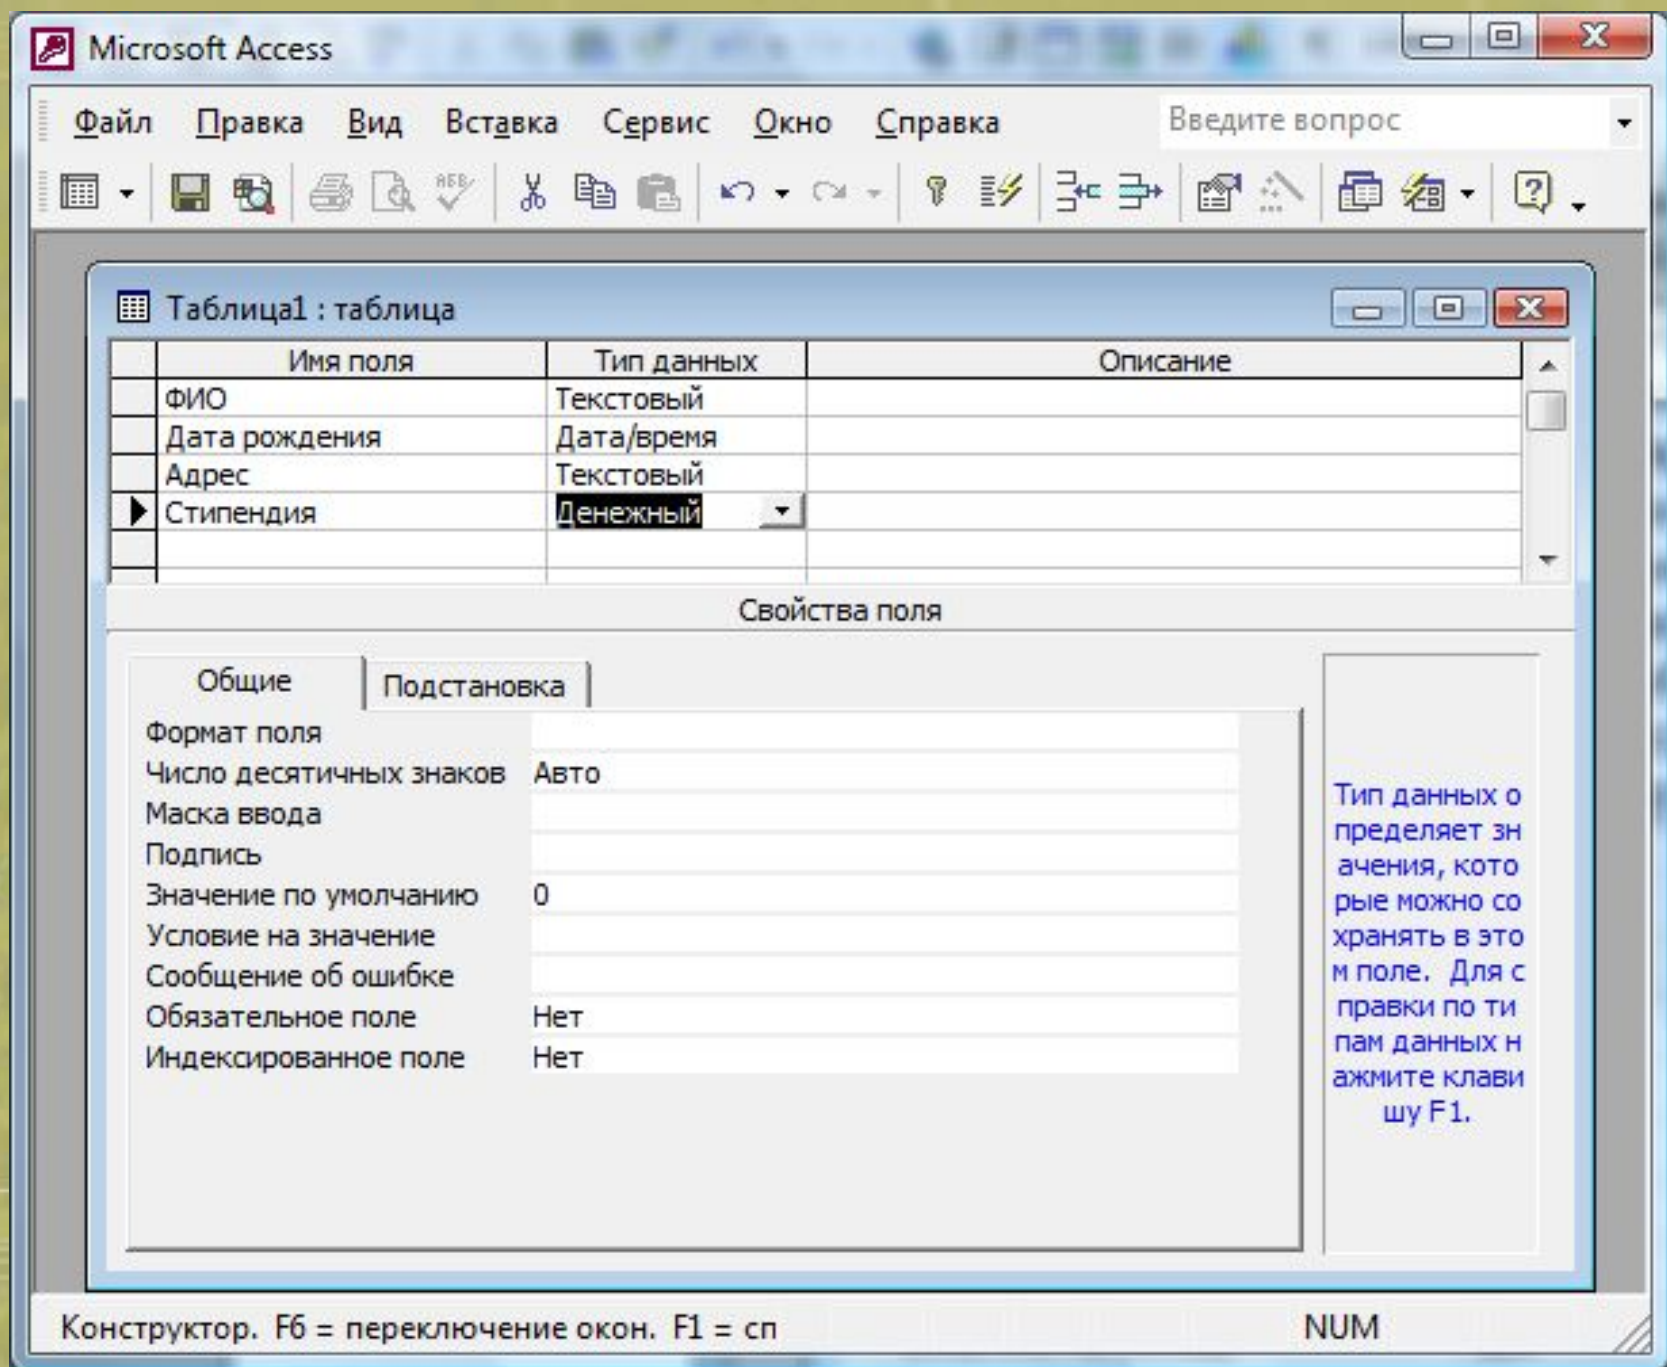 Microsoft Access
Файл Правка Вид Вставка Сервис Окно Справка Введите вопрос
АБВ
Таблица1 : таблица
Имя поля Тип данных Описание
ФИО Текстовый
Дата рождения Дата/время
Адрес Текстовый
Стипендия Денежный
Свойства поля
Общие Подстановка
Формат поля
Число десятичных знаков Авто
Маска ввода
Подпись
Значение по умолчанию 0
Условие на значение
Сообщение об ошибке
Обязательное поле Нет
Индексированное поле Нет
Тип данных о
пределяет зн
ачения, кото
рые можно со
хранять в это
м поле. Для с
правки по ти
пам данных н
ажмите клави
шу F1.
Конструктор. F6 = переключение окон. F1 = сп NUM